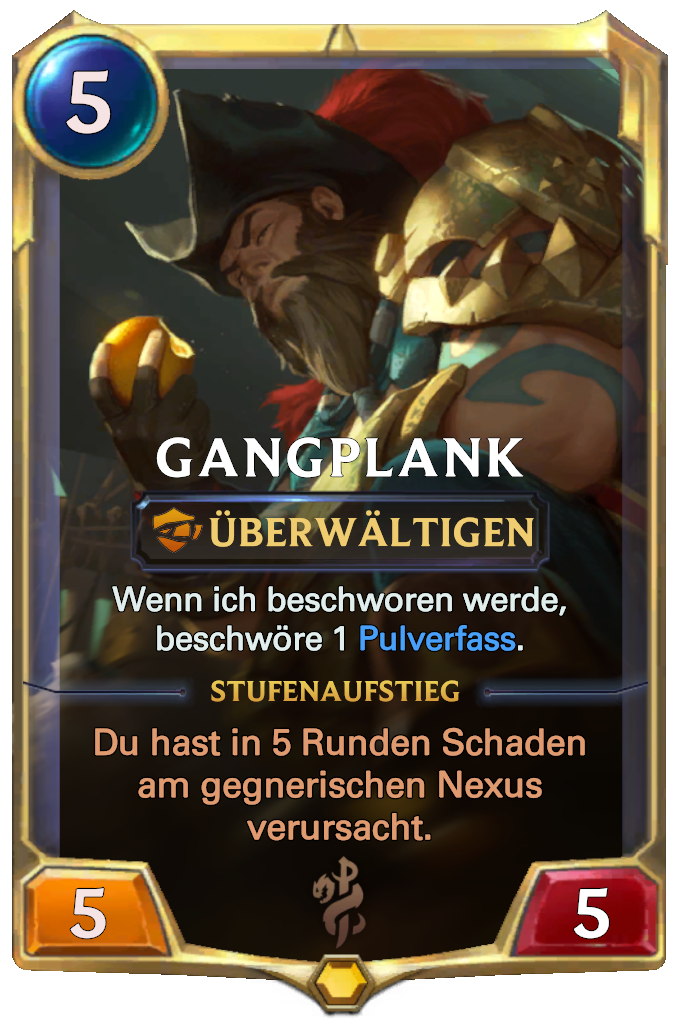 5
GANGPLANK
ÜBERWÄLTIGEN
Wenn ich beschworen werde,
beschwöre 1 Pulverfass.
STUFENAUFSTIEG
Du hast in 5 Runden Schaden
am gegnerischen Nexus
verursacht.
5
5